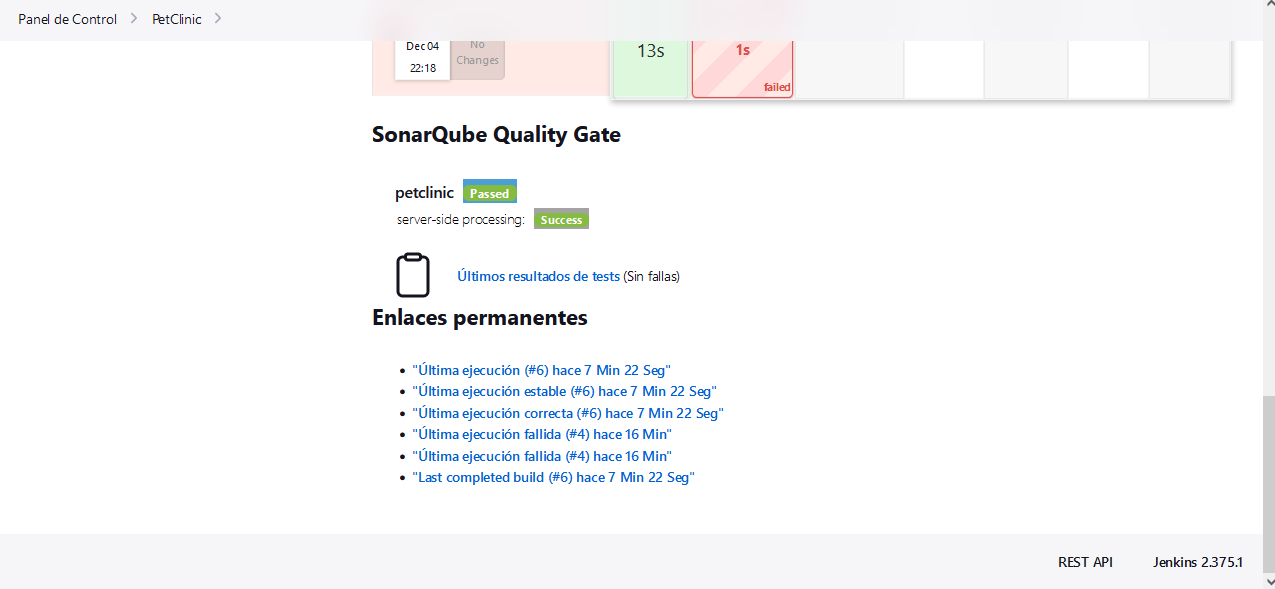 Panel de Control > PetClinic >
Dec 04
22:18
No
Changes
13s
1s
failed
SonarQube Quality Gate
petclinic Passed
server-side processing: Success
Últimos resultados de tests (Sin fallas)
Enlaces permanentes
• "Última ejecución (#6) hace 7 Min 22 Seg"
• "Última ejecución estable (#6) hace 7 Min 22 Seg"
• "Última ejecución correcta (#6) hace 7 Min 22 Seg"
• "Última ejecución fallida (#4) hace 16 Min"
• "Última ejecución fallida (#4) hace 16 Min"
• "Last completed build (#6) hace 7 Min 22 Seg"
REST API Jenkins 2.375.1